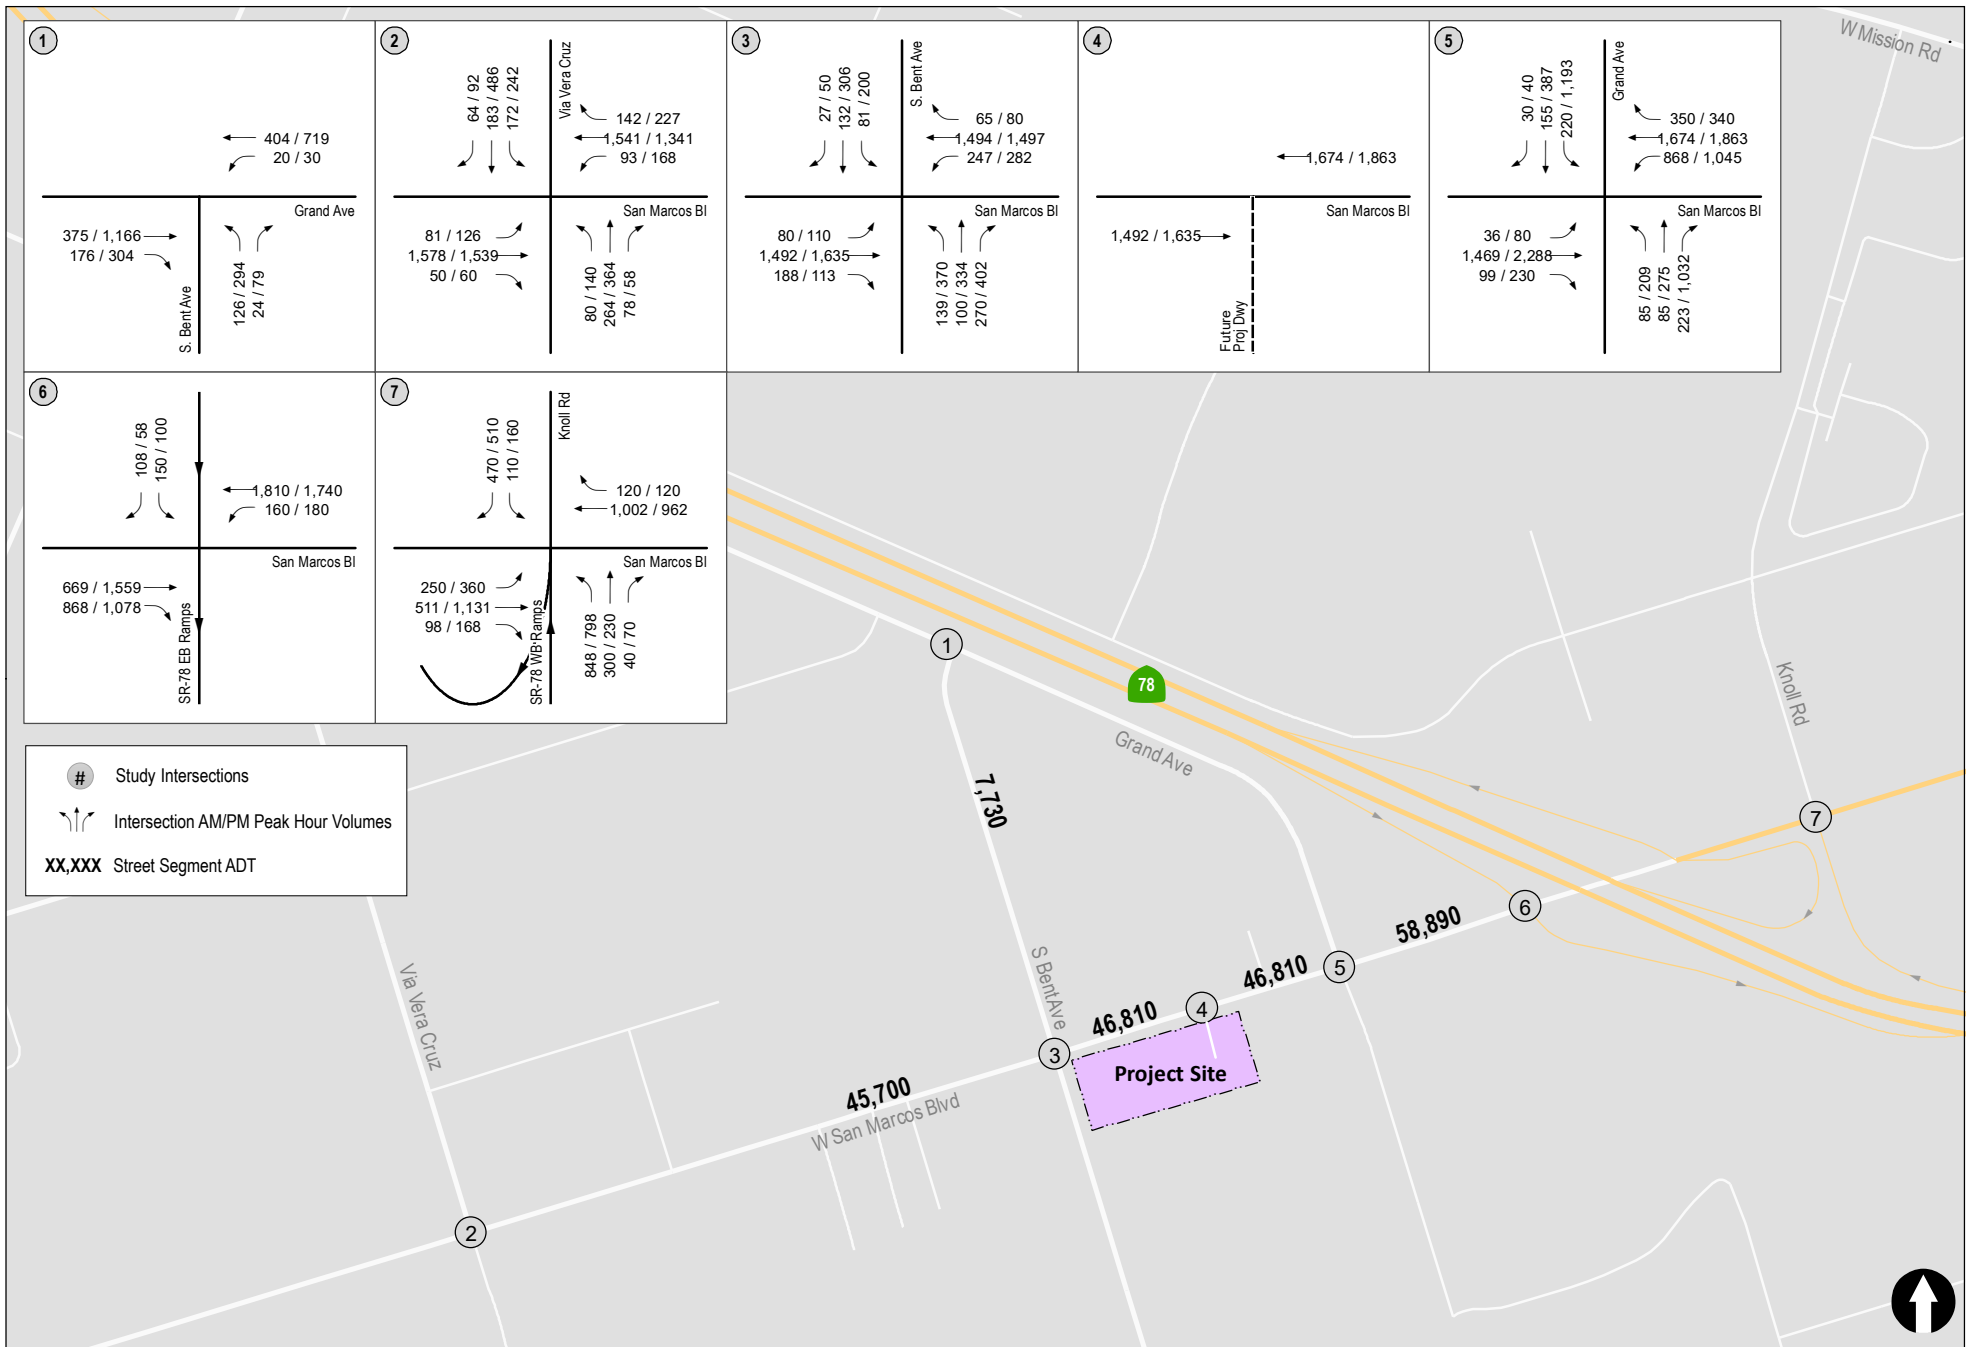 1
404 / 719
20 / 30
Grand Ave
375 / 1,166
176 / 304
S. Bent Ave
126 / 294
24 / 79
2
64 / 92
183 / 486
172 / 242
Via Vera Cruz
142 / 227
1,541 / 1,341
93 / 168
San Marcos Bl
81 / 126
1,578 / 1,539
50 / 60
80 / 140
264 / 364
78 / 58
3
27 / 50
132 / 306
81 / 200
S. Bent Ave
65 / 80
1,494 / 1,497
247 / 282
San Marcos Bl
80 / 110
1,492 / 1,635
188 / 113
139 / 370
100 / 334
270 / 402
4
1,674 / 1,863
San Marcos Bl
1,492 / 1,635
Future
Proj Dwy
5
30 / 40
155 / 387
220 / 1,193
Grand Ave
350 / 340
1,674 / 1,863
868 / 1,045
San Marcos Bl
36 / 80
1,469 / 2,288
99 / 230
85 / 209
85 / 275
223 / 1,032
6
108 / 58
150 / 100
1,810 / 1,740
160 / 180
San Marcos Bl
669 / 1,559
868 / 1,078
SR-78 EB Ramps
7
470 / 510
110 / 160
Knoll Rd
120 / 120
1,002 / 962
San Marcos Bl
250 / 360
511 / 1,131
98 / 168
SR-78 WB Ramps
848 / 798
300 / 230
40 / 70
# Study Intersections
Intersection AM/PM Peak Hour Volumes
XX,XXX Street Segment ADT
W Mission Rd
1
78
Grand Ave
Knoll Rd
7,730
7
6
58,890
5
46,810
4
46,810
S Bent Ave
3
Project Site
Via Vera Cruz
45,700
W San Marcos Blvd
2